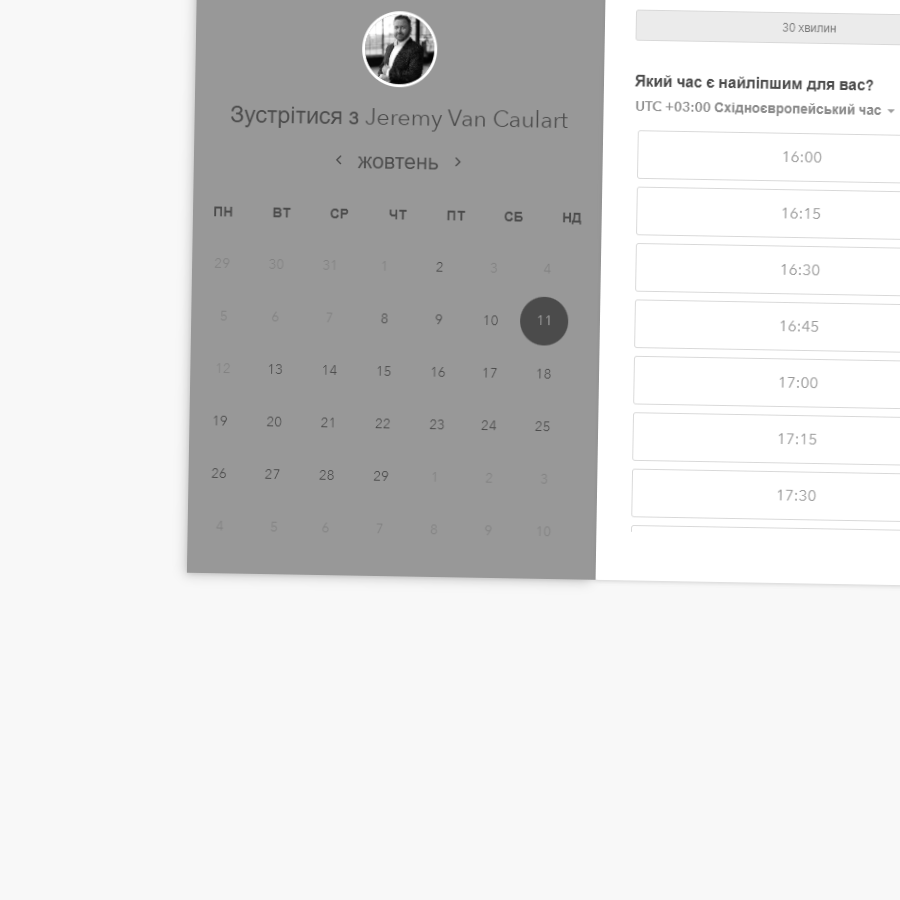 Зустрітися з Jeremy Van Caulart
жовтень
ПН ВТ СР ЧТ ПТ СБ НД
29 30 31 1 2 3 4
5 6 7 8 9 10 11
12 13 14 15 16 17 18
19 20 21 22 23 24 25
26 27 28 29 1 2 3
4 5 6 7 8 9 10
30 хвилин
Який час є найліпшим для вас?
UTC +03:00 Східноєвропейський час
16:00
16:15
16:30
16:45
17:00
17:15
17:30